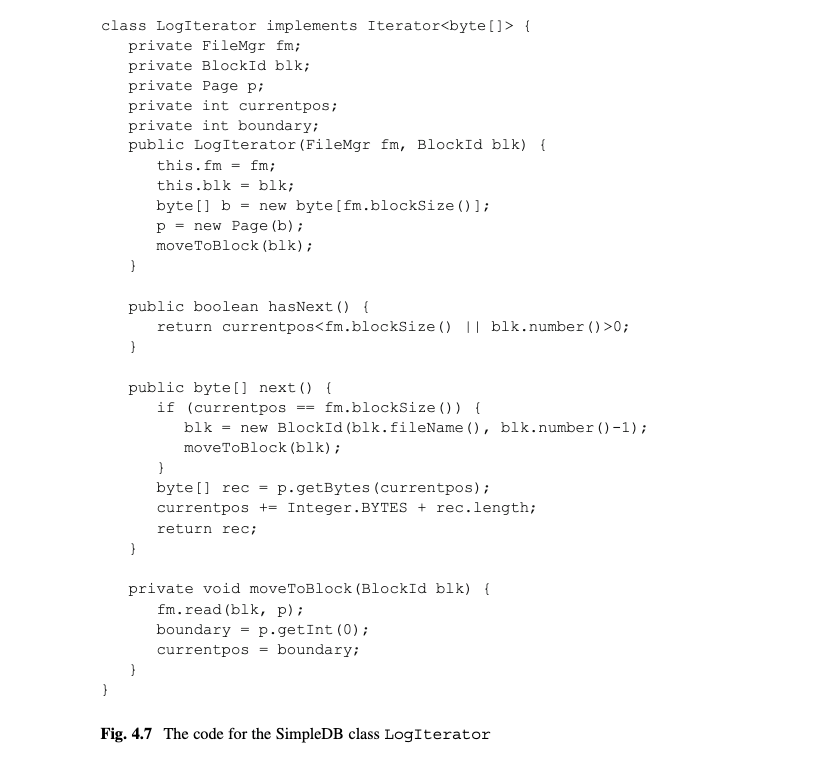 class LogIterator implements Iterator<byte[]> {
private FileMgr fm;
private BlockId blk;
private Page p;
private int currentpos;
private int boundary;
public LogIterator(FileMgr fm, BlockId blk) {
this.fm = fm;
this.blk = blk;
byte[] b = new byte[fm.blockSize()];
p = new Page(b);
moveToBlock(blk);
}
public boolean hasNext() {
return currentpos<fm.blockSize() || blk.number()>0;
}
public byte[] next() {
if (currentpos == fm.blockSize()) {
blk = new BlockId(blk.fileName(), blk.number()-1);
moveToBlock(blk);
}
byte[] rec = p.getBytes(currentpos);
currentpos += Integer.BYTES + rec.length;
return rec;
}
private void moveToBlock(BlockId blk) {
fm.read(blk, p);
boundary = p.getInt(0);
currentpos = boundary;
}
}
Fig. 4.7 The code for the SimpleDB class LogIterator